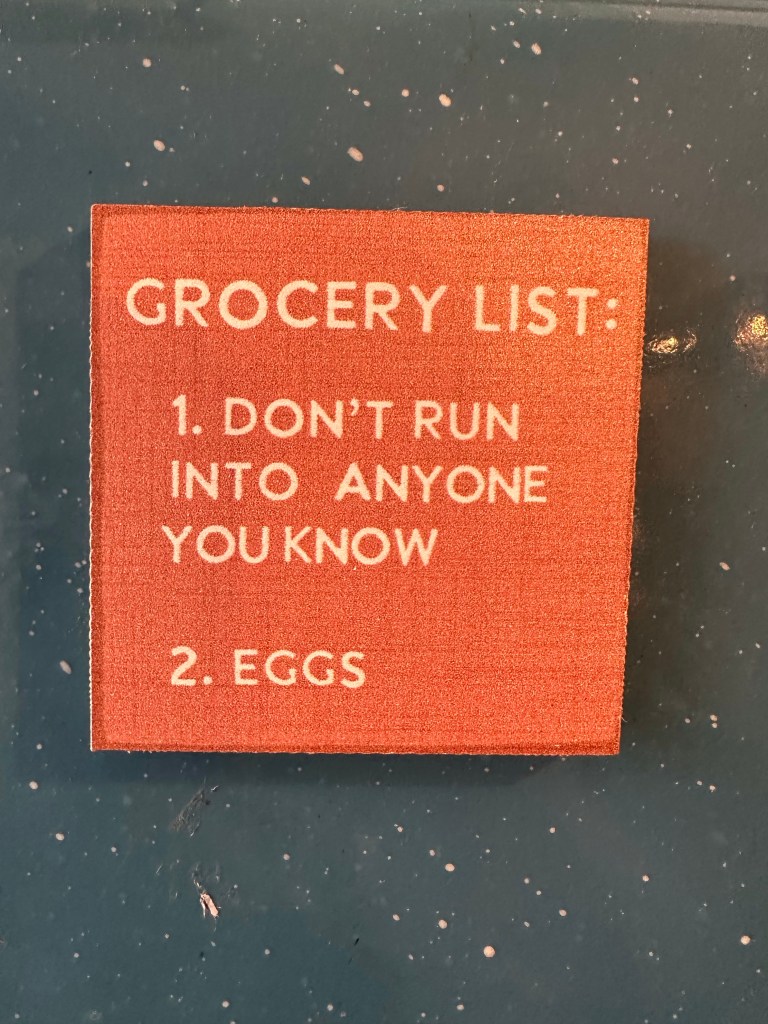 GROCERY LIST:
1. DON'T RUN
INTO ANYONE
YOU KNOW
2. EGGS